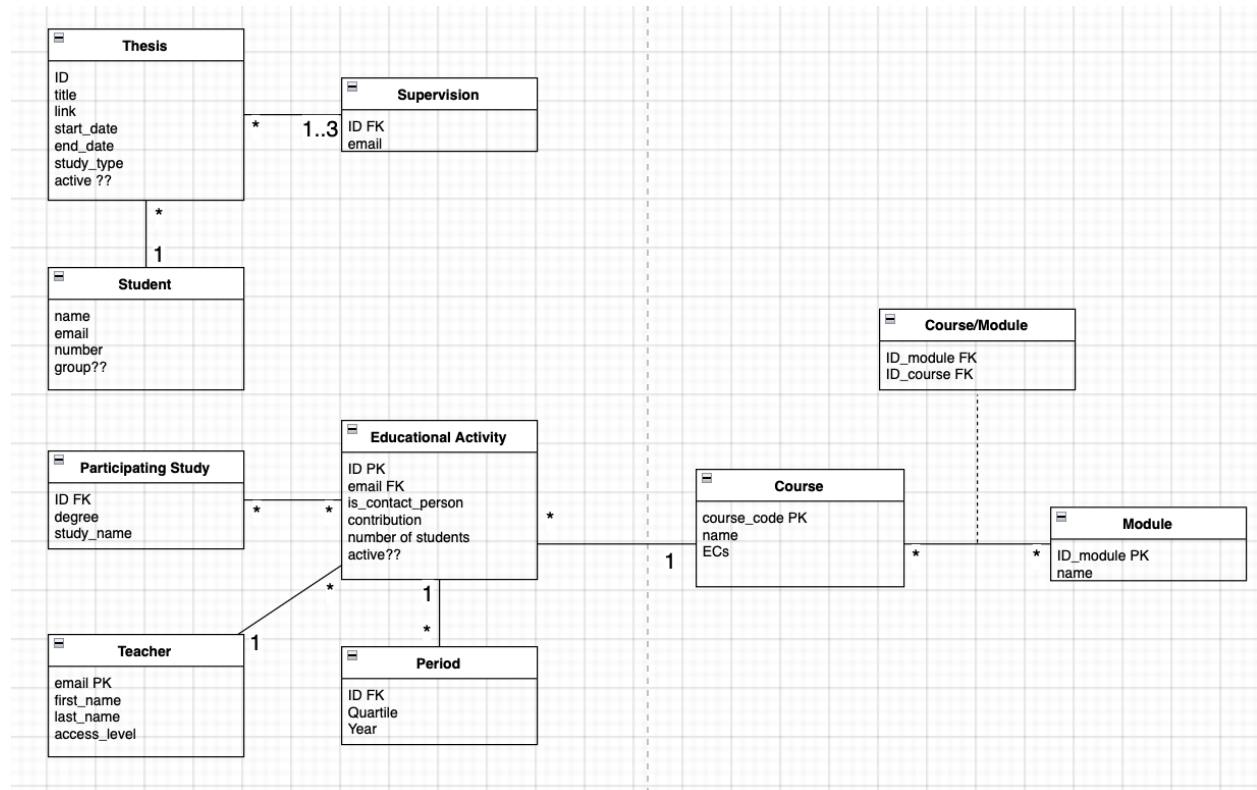 Thesis
ID
title
link
start_date
end_date
study_type
active ??
*
1..3
Supervision
ID FK
email
*
1
Student
name
email
number
group??
Course/Module
ID_module FK
ID_course FK
Participating Study
ID FK
degree
study_name
*
*
Educational Activity
ID PK
email FK
is_contact_person
contribution
number of students
active??
*
1
Course
course_code PK
name
ECs
*
*
Module
ID_module PK
name
*
1
Teacher
email PK
first_name
last_name
access_level
1
*
Period
ID FK
Quartile
Year